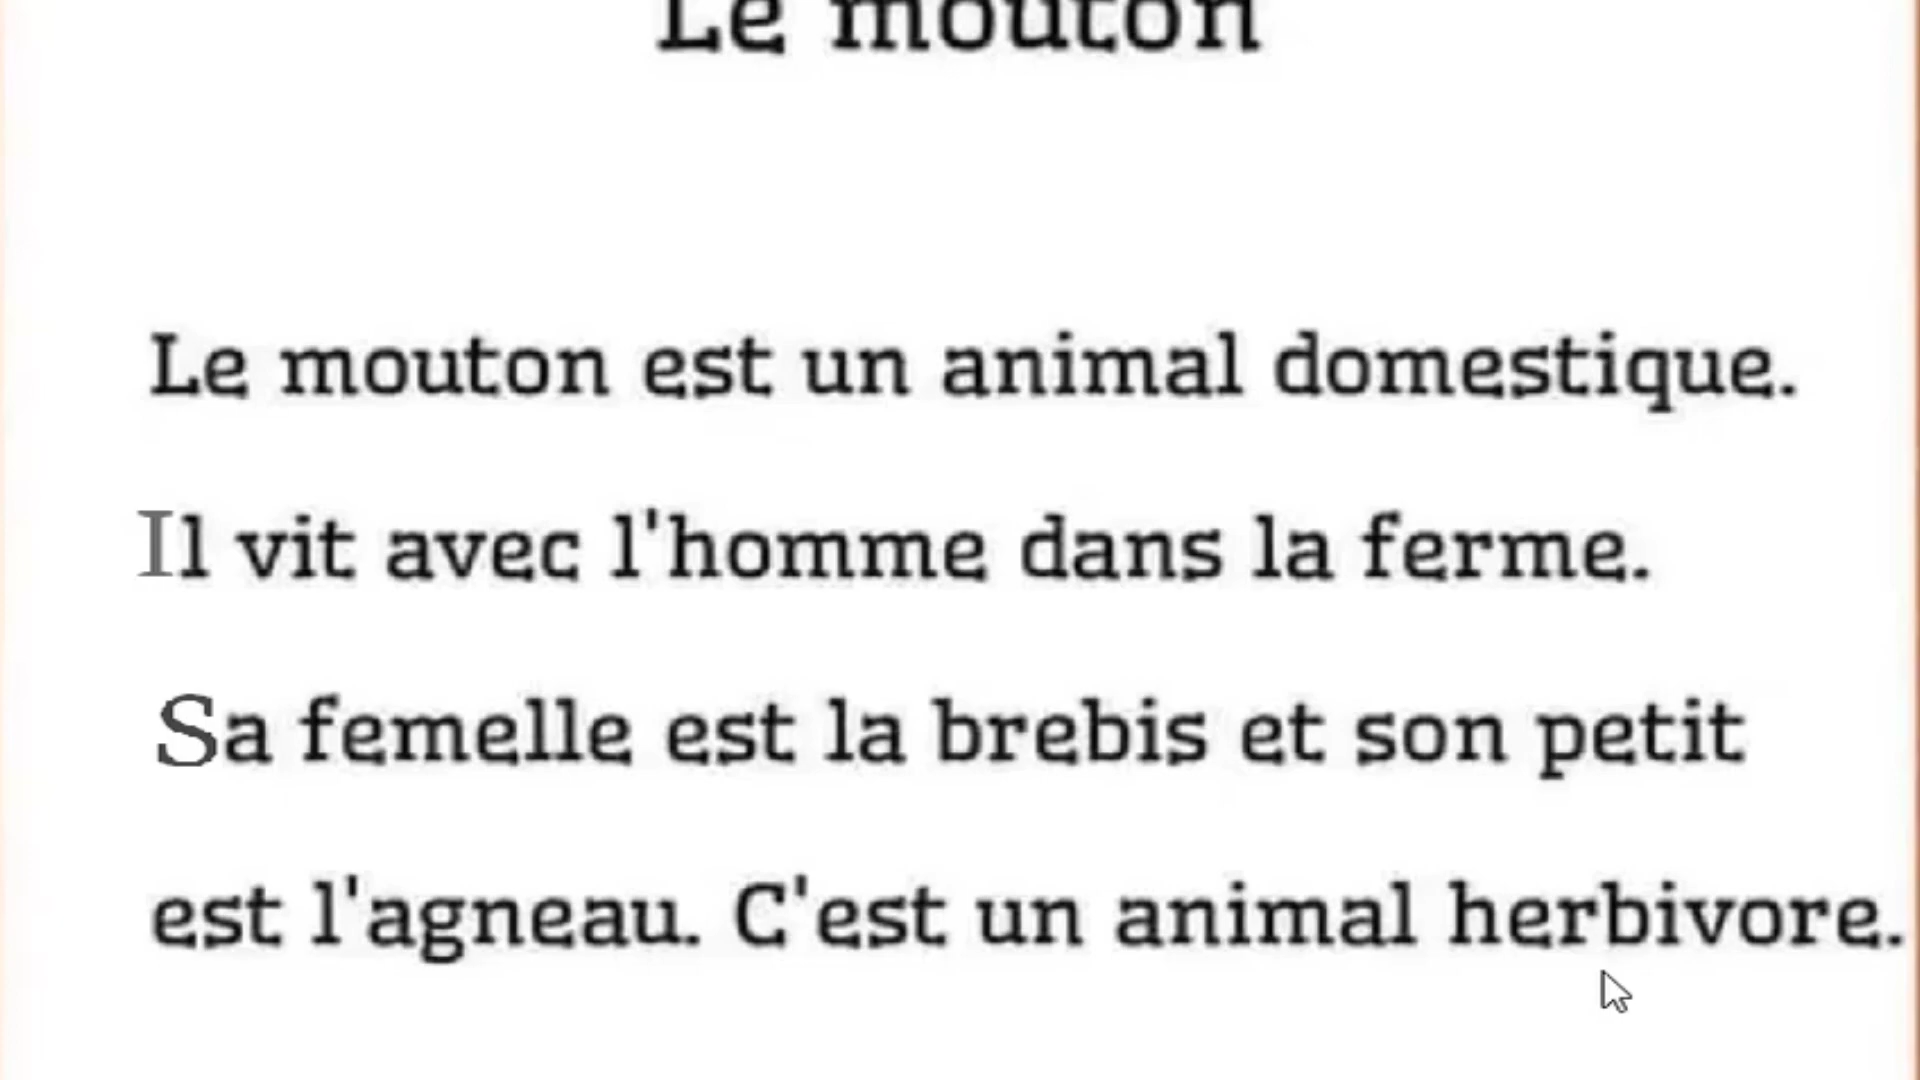 Le mouton
Le mouton est un animal domestique.
Il vit avec l'homme dans la ferme.
Sa femelle est la brebis et son petit
est l'agneau. C'est un animal herbivore.